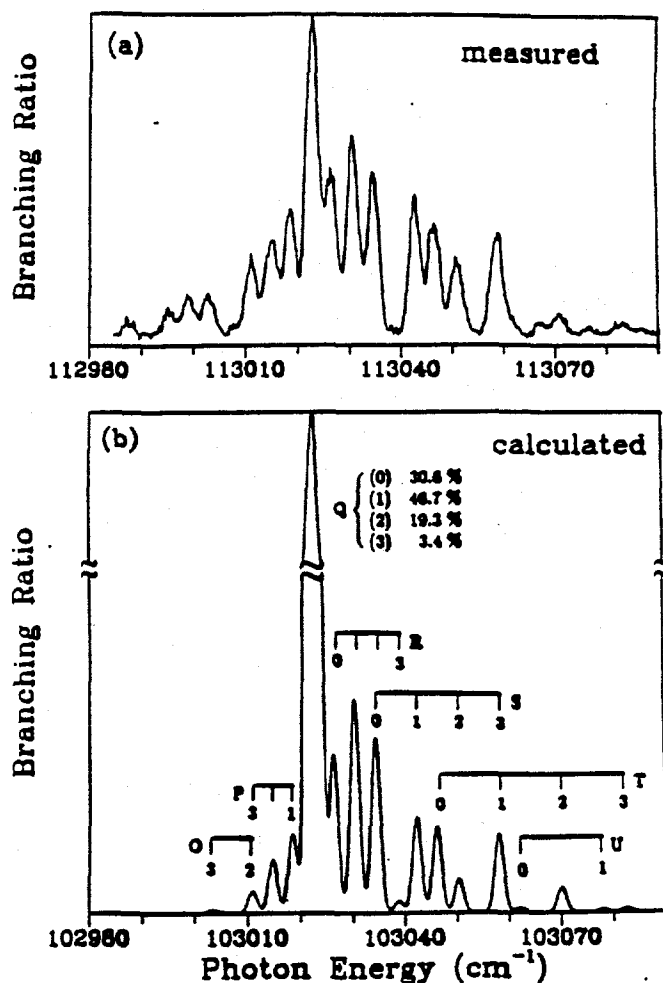 (a)
measured
Branching Ratio
112980 113010 113040 113070
(b)
calculated
Q
(0) 30.6 %
(1) 46.7 %
(2) 19.3 %
(3) 3.4 %
Branching Ratio
R
0 3
S
0 1 2 3
T
0 1 2 3
P
3 1
O
3 2
U
0 1
102980 103010 103040 103070
Photon Energy (cm⁻¹)